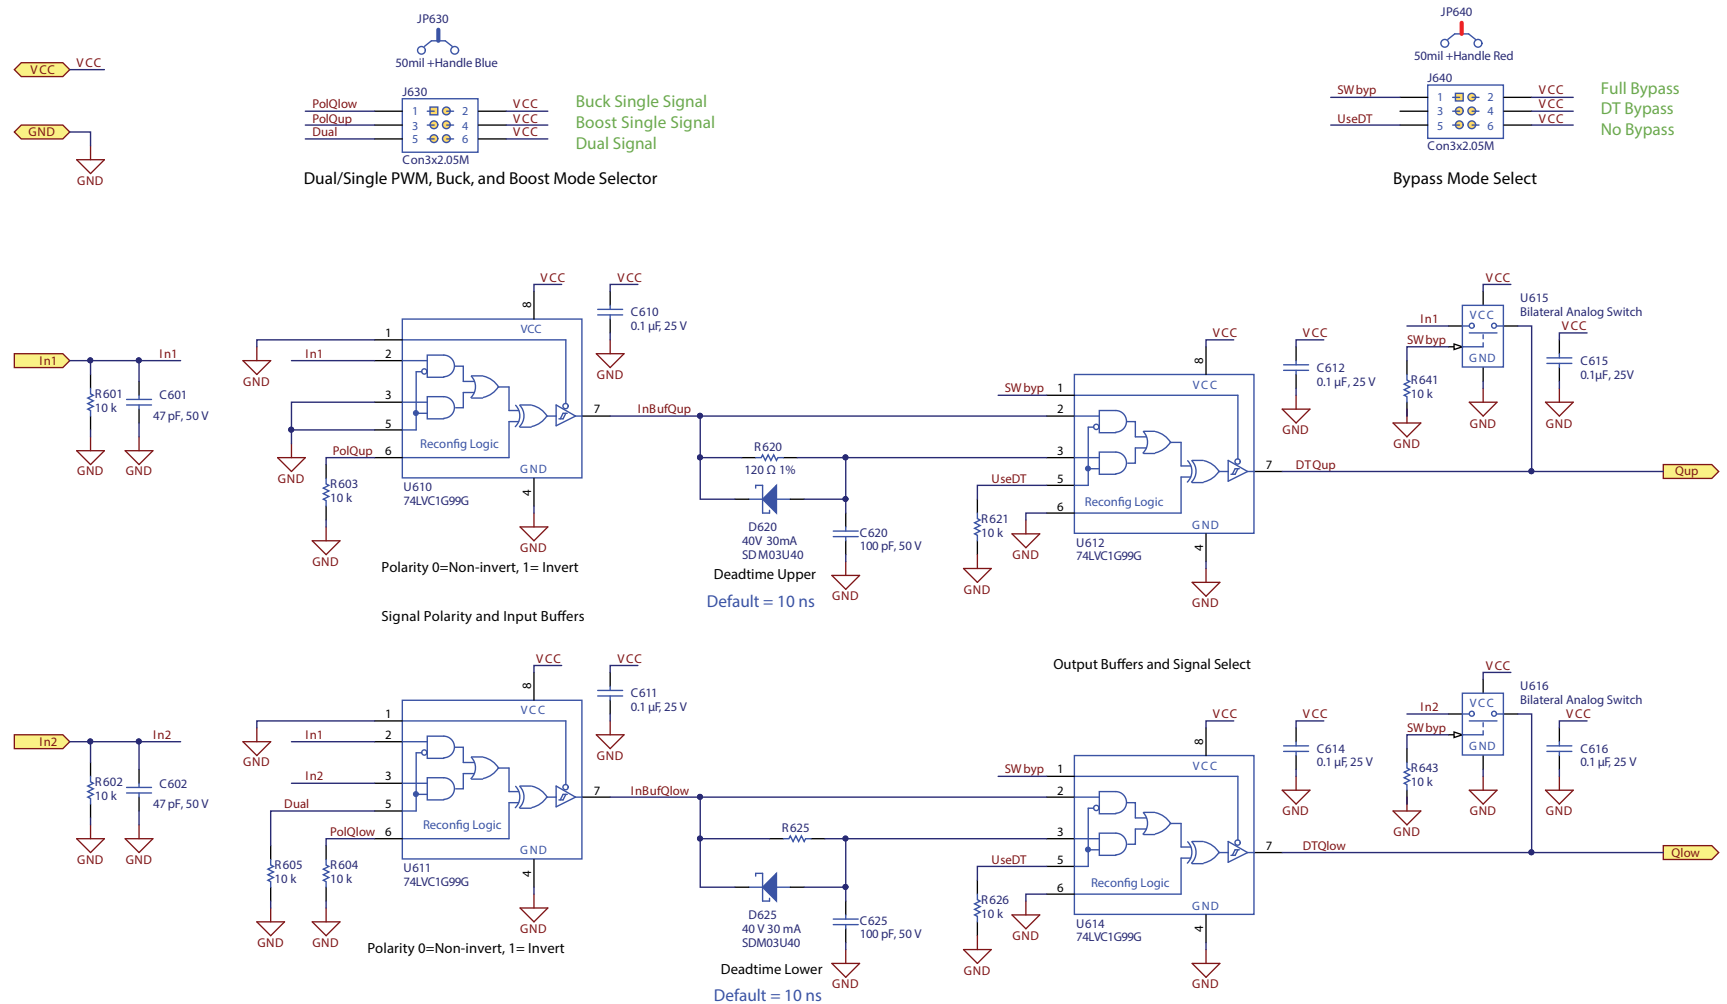 JP630
50mil +Handle Blue
JP640
50mil +Handle Red
VCC VCC
GND
GND
J630
PolQlow 1 2 VCC
PolQup 3 4 VCC
Dual 5 6 VCC
Con3x2.05M
Buck Single Signal
Boost Single Signal
Dual Signal
Dual/Single PWM, Buck, and Boost Mode Selector
J640
SWbyp 1 2 VCC
3 4 VCC
UseDT 5 6 VCC
Con3x2.05M
Full Bypass
DT Bypass
No Bypass
Bypass Mode Select
In1 In1
R601
10 k
C601
47 pF, 50 V
GND GND
GND
VCC
8
VCC
1
In1 2
3
5
PolQup 6
7 InBufQup
Reconfig Logic
GND
4
U610
74LVC1G99G
GND
GND
R603
10 k
GND
VCC
C610
0.1 µF, 25 V
GND
Polarity 0=Non-invert, 1= Invert
Signal Polarity and Input Buffers
R620
120 Ω 1%
D620
40V 30mA
SDM03U40
C620
100 pF, 50 V
GND
Deadtime Upper
Default = 10 ns
VCC
8
VCC
SWbyp 1
2
3
UseDT 5
6
7 DTQup
Reconfig Logic
GND
4
U612
74LVC1G99G
GND
R621
10 k
GND
GND
VCC
C612
0.1 µF, 25 V
GND
VCC
U615
Bilateral Analog Switch
In1
VCC
SWbyp
GND
R641
10 k
GND
GND
VCC
C615
0.1µF, 25V
GND
Qup
In2 In2
R602
10 k
C602
47 pF, 50 V
GND GND
GND
VCC
8
VCC
1
In1 2
In2 3
Dual 5
PolQlow 6
7 InBufQlow
Reconfig Logic
GND
4
U611
74LVC1G99G
GND
R605
10 k
R604
10 k
GND GND
VCC
C611
0.1 µF, 25 V
GND
Polarity 0=Non-invert, 1= Invert
R625
D625
40 V 30 mA
SDM03U40
C625
100 pF, 50 V
GND
Deadtime Lower
Default = 10 ns
Output Buffers and Signal Select
VCC
8
VCC
SWbyp 1
2
3
UseDT 5
6
7 DTQlow
Reconfig Logic
GND
4
U614
74LVC1G99G
GND
R626
10 k
GND
GND
VCC
C614
0.1 µF, 25 V
GND
VCC
U616
Bilateral Analog Switch
In2
VCC
SWbyp
GND
R643
10 k
GND
GND
VCC
C616
0.1 µF, 25 V
GND
Qlow